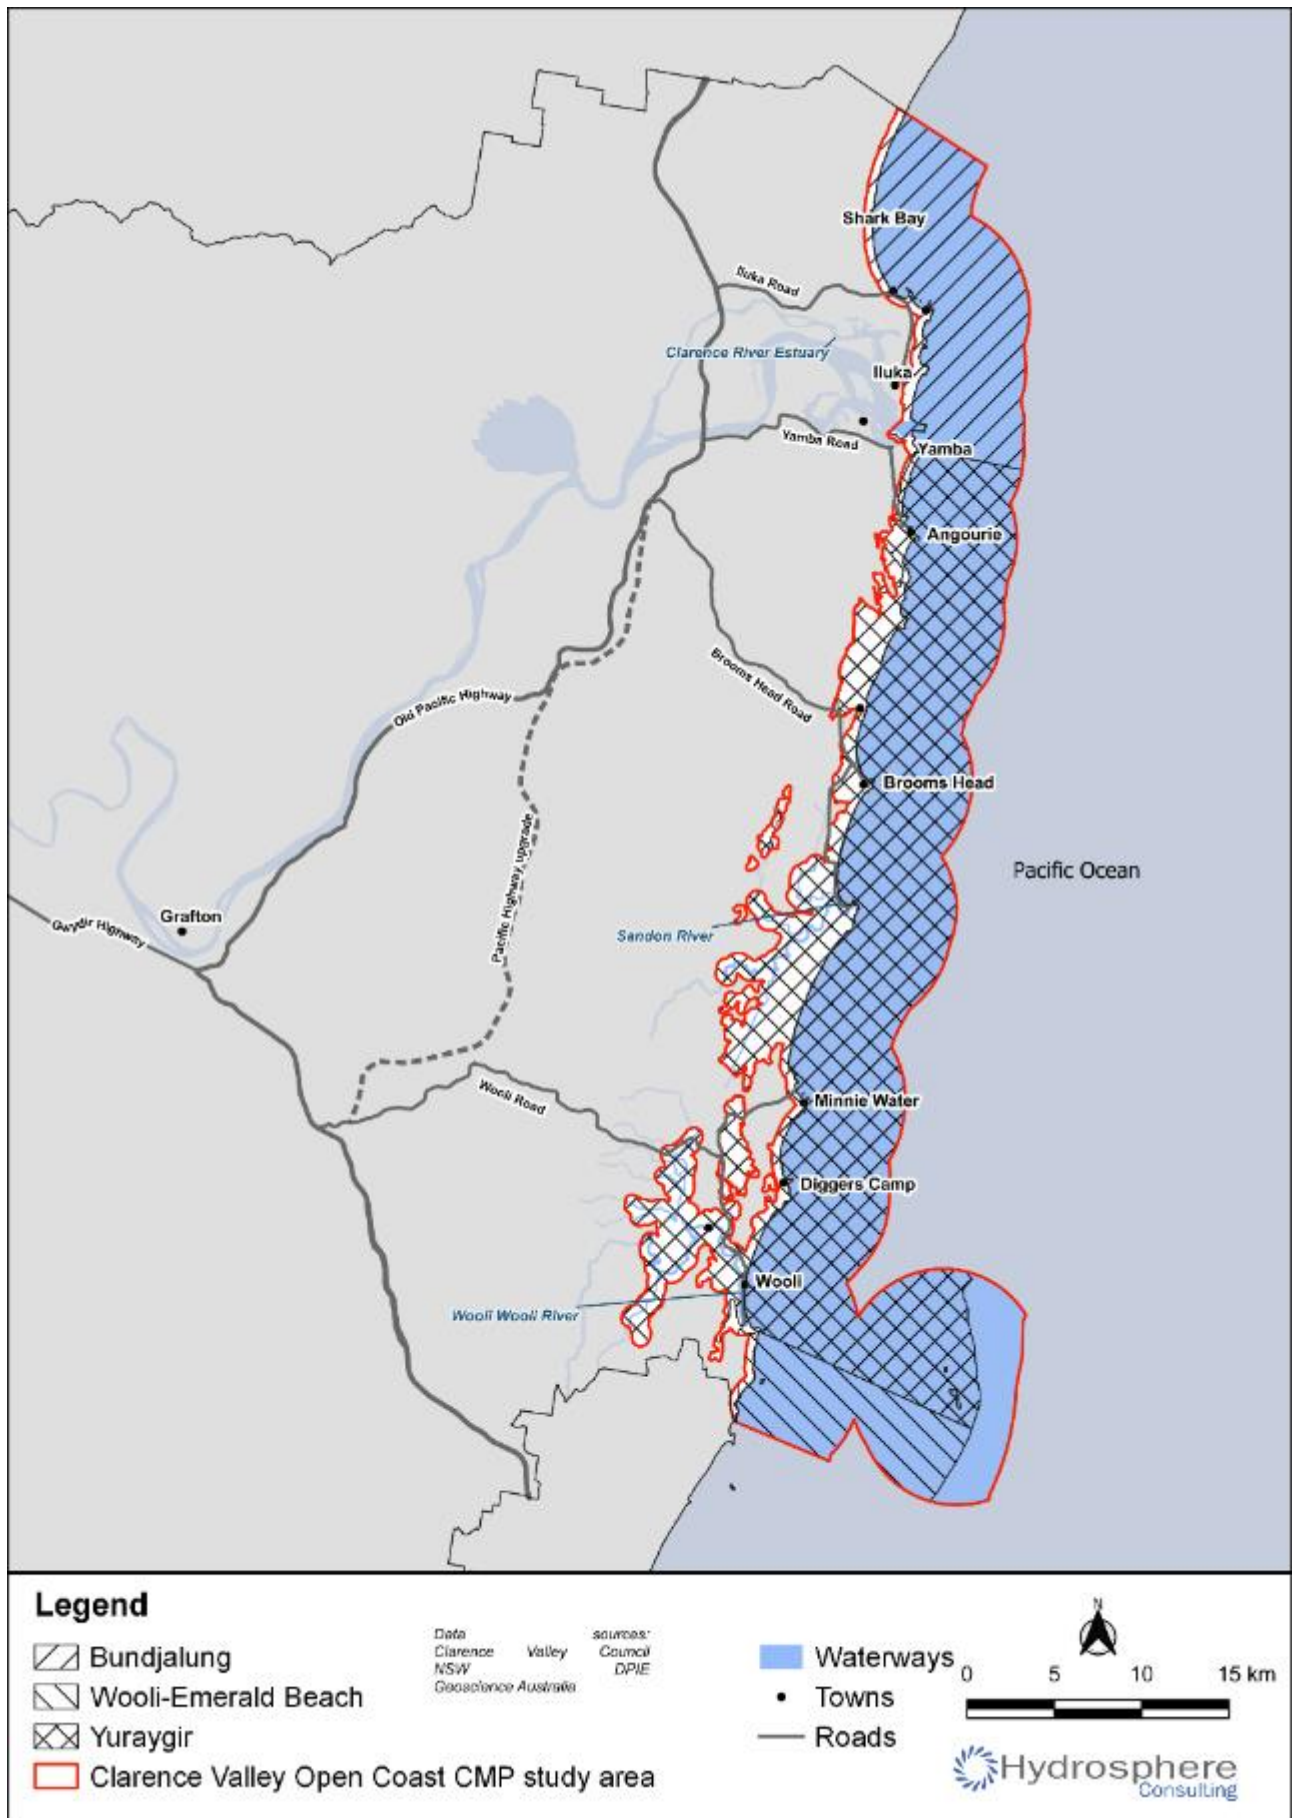 Shark Bay
Iluka Road
Clarence River Estuary
Iluka
Yamba Road
Yamba
Angourie
Brooms Head Road
Old Pacific Highway
Brooms Head
Pacific Highway upgrade
Pacific Ocean
Grafton
Gwydir Highway
Sandon River
Wooli Road
Minnie Water
Diggers Camp
Wooli
Wooli Wooli River
Legend
Bundjalung
Wooli-Emerald Beach
Yuraygir
Clarence Valley Open Coast CMP study area
Data sources:
Clarence Valley Council
NSW DPIE
Geoscience Australia
Waterways
Towns
Roads
N
0 5 10 15 km
Hydrosphere
Consulting